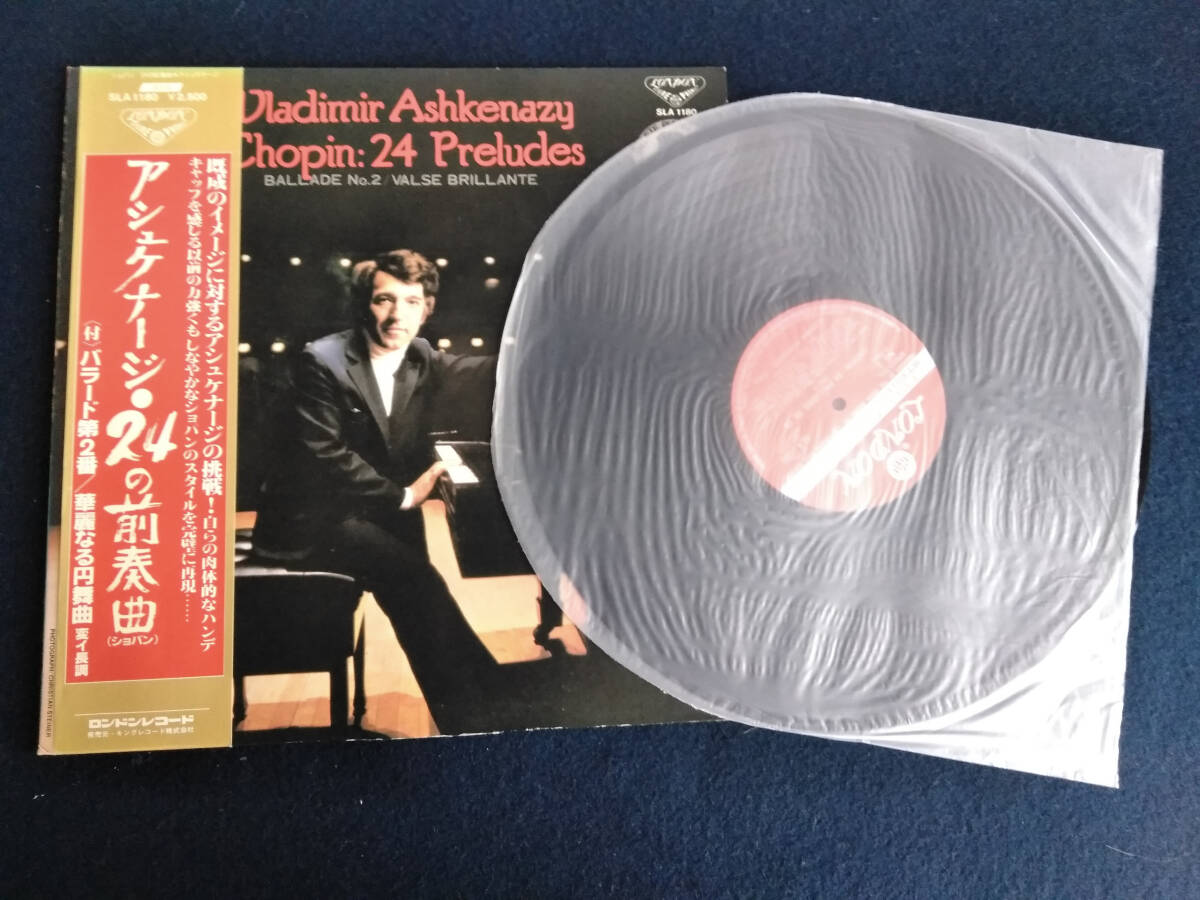 SLA 1180 ¥2,500
LONDON
アシュケナージ・24の前奏曲
(ショパン)
〈付〉バラード第2番／華麗なる円舞曲 変イ長調
既成のイメージに対するアシュケナージの挑戦！自らの肉体的なハンデ
キャップを感じる以前の力強くもしなやかなショパンのスタイルを完璧に再現……
ロンドンレコード
発売元・キングレコード株式会社
Vladimir Ashkenazy
Chopin: 24 Preludes
BALLADE No.2 / VALSE BRILLANTE
LONDON
SLA 1180
PHOTOGRAPH: CHRISTIAN STEINER
LONDON